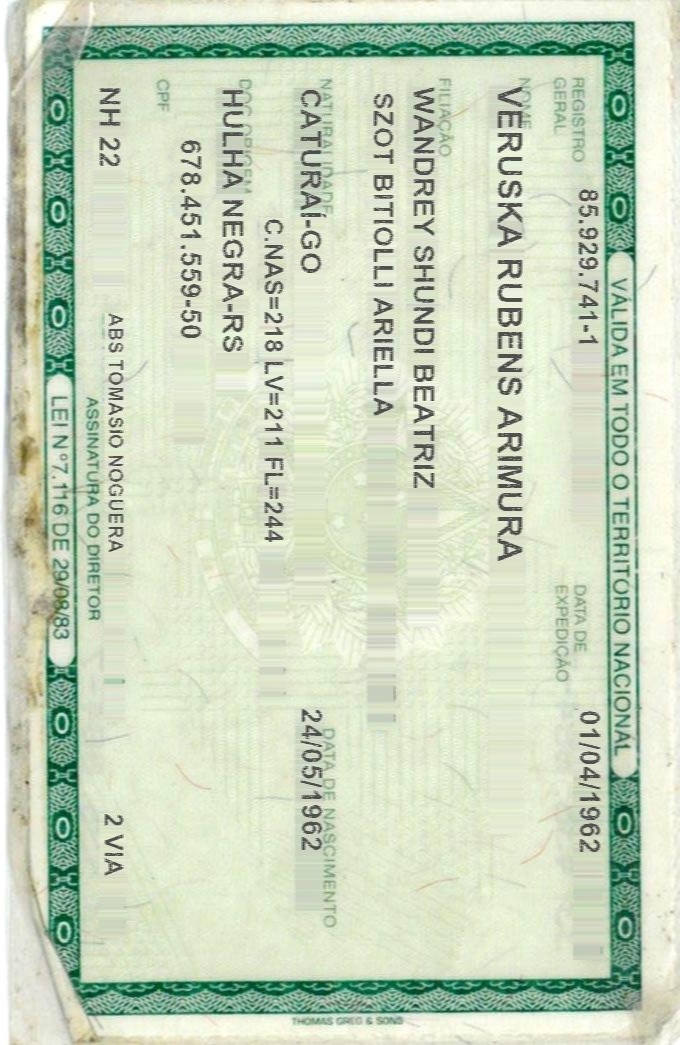 VÁLIDA EM TODO O TERRITÓRIO NACIONAL
REGISTRO GERAL 85.929.741-1 DATA DE EXPEDIÇÃO 01/04/1962
NOME
VERUSKA RUBENS ARIMURA
FILIAÇÃO
WANDREY SHUNDI BEATRIZ
SZOT BITIOLLI ARIELLA
NATURALIDADE DATA DE NASCIMENTO
CATURAÍ-GO 24/05/1962
C.NAS=218 LV=211 FL=244
DOC ORIGEM
HULHA NEGRA-RS
678.451.559-50
CPF
NH 22 ABS TOMASIO NOGUERA 2 VIA
ASSINATURA DO DIRETOR
LEI Nº 7.116 DE 29/08/83
THOMAS GREG & SONS